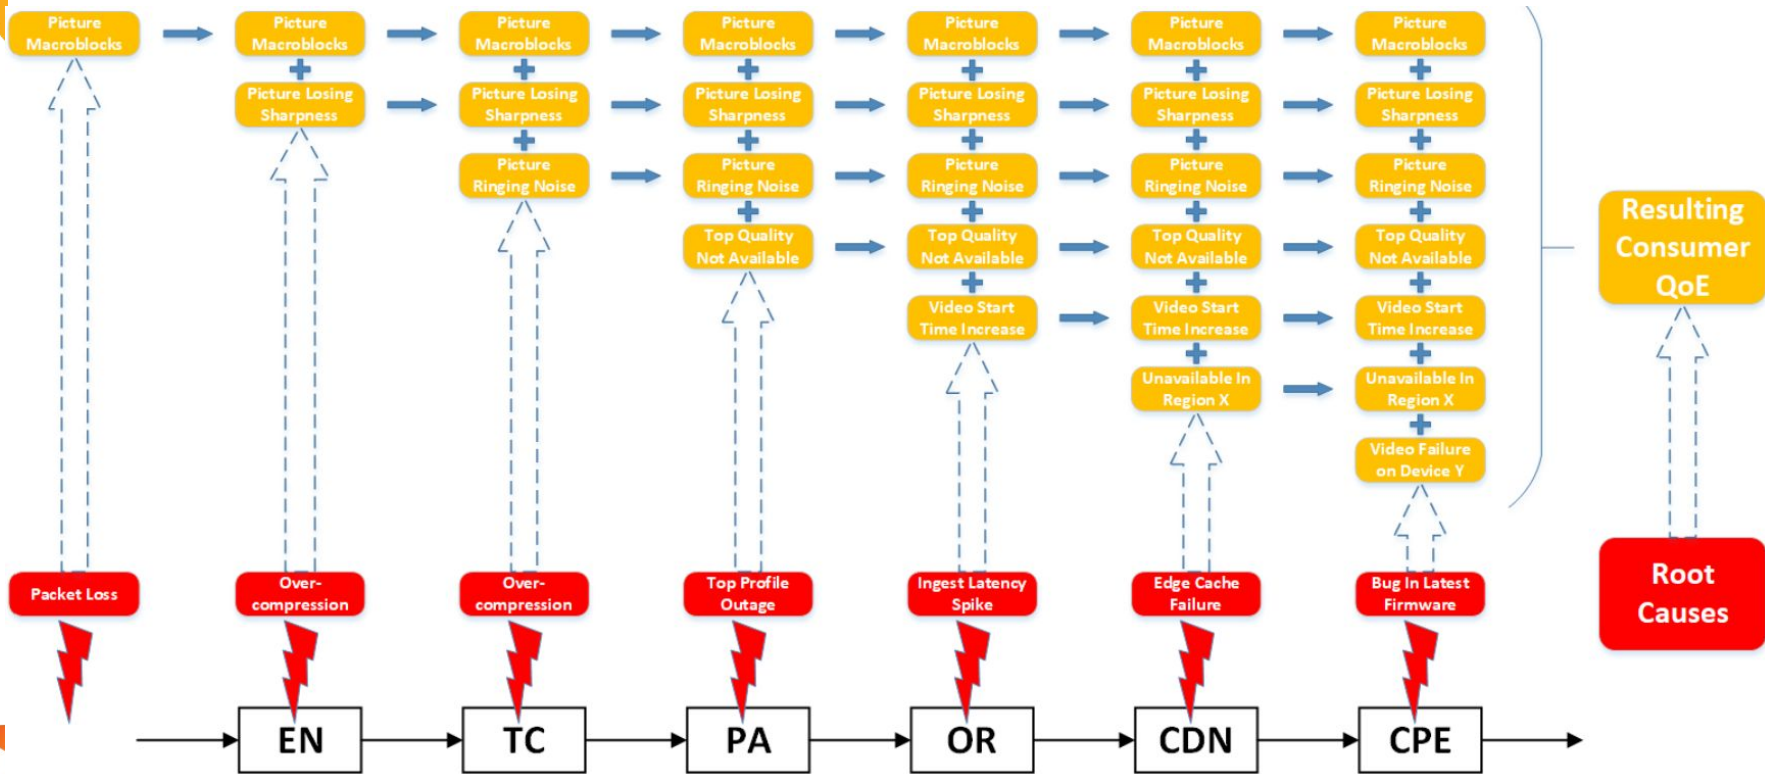 Picture
Macroblocks
Picture
Macroblocks
Picture
Macroblocks
Picture
Macroblocks
Picture
Macroblocks
Picture
Macroblocks
Picture
Macroblocks
Picture Losing
Sharpness
Picture Losing
Sharpness
Picture Losing
Sharpness
Picture Losing
Sharpness
Picture Losing
Sharpness
Picture Losing
Sharpness
Picture
Ringing Noise
Picture
Ringing Noise
Picture
Ringing Noise
Picture
Ringing Noise
Picture
Ringing Noise
Top Quality
Not Available
Top Quality
Not Available
Top Quality
Not Available
Top Quality
Not Available
Video Start
Time Increase
Video Start
Time Increase
Video Start
Time Increase
Unavailable In
Region X
Unavailable In
Region X
Video Failure
on Device Y
Resulting
Consumer
QoE
Packet Loss
Over-
compression
Over-
compression
Top Profile
Outage
Ingest Latency
Spike
Edge Cache
Failure
Bug In Latest
Firmware
Root
Causes
EN
TC
PA
OR
CDN
CPE